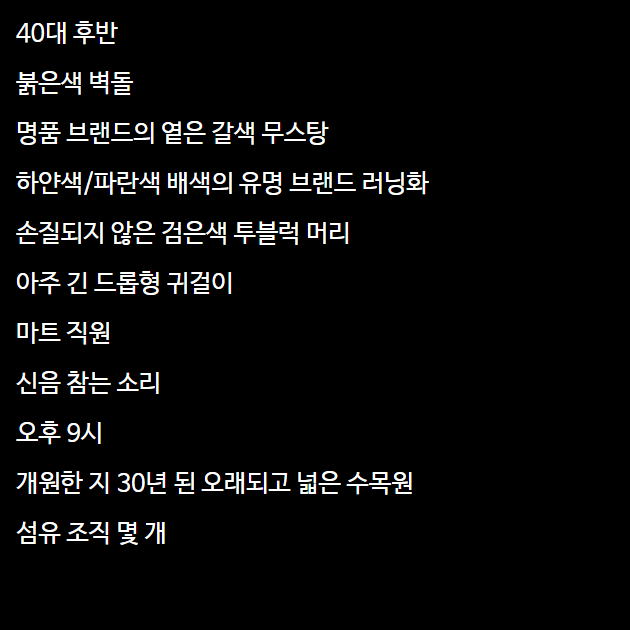 40대 후반
붉은색 벽돌
명품 브랜드의 옅은 갈색 무스탕
하얀색/파란색 배색의 유명 브랜드 러닝화
손질되지 않은 검은색 투블럭 머리
아주 긴 드롭형 귀걸이
마트 직원
신음 참는 소리
오후 9시
개원한 지 30년 된 오래되고 넓은 수목원
섬유 조직 몇 개